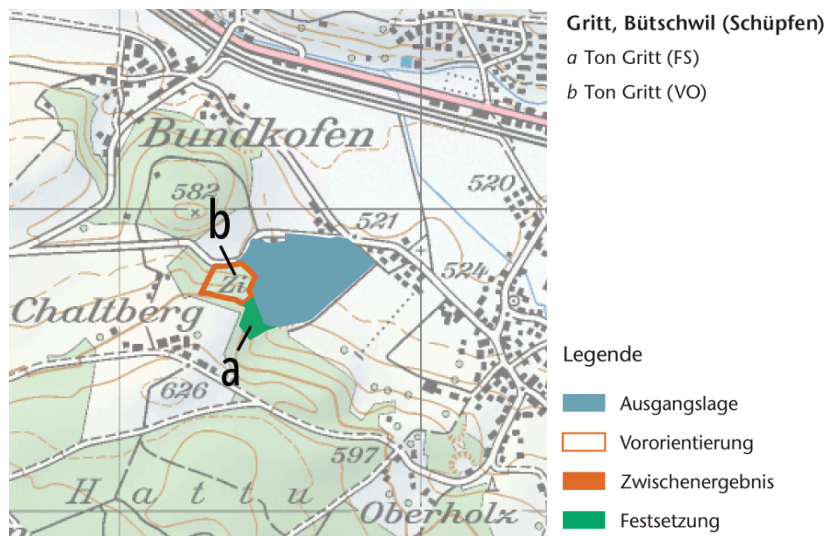 Gritt, Bütschwil (Schüpfen)
a Ton Gritt (FS)
b Ton Gritt (VO)
Bundkofen
582
520
b
521
Zi
524
Chaltberg
a
626
597
Hattu
Oberholz
Legende
Ausgangslage
Vororientierung
Zwischenergebnis
Festsetzung